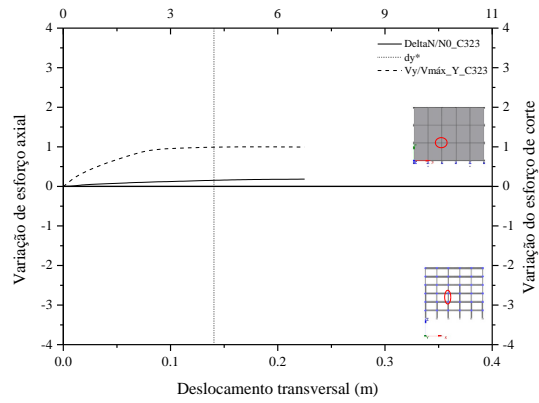 0 3 6 8 11
4 4
DeltaN/N0_C323
dy*
Vy/Vmáx_Y_C323
3 3
2 2
1 1
0 0
-1 -1
-2 -2
-3 -3
-4 -4
Variação de esforço axial
Variação do esforço de corte
0.0 0.1 0.2 0.3 0.4
Deslocamento transversal (m)